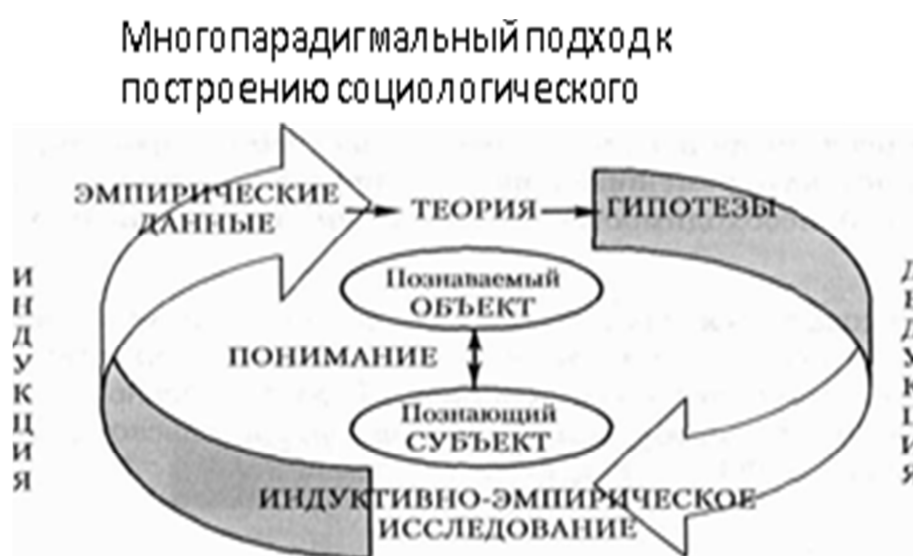 Многопарадигмальный подход к
построению социологического
ЭМПИРИЧЕСКИЕ
ДАННЫЕ
ТЕОРИЯ
ГИПОТЕЗЫ
ИНДУКЦИЯ
Познаваемый
ОБЪЕКТ
ПОНИМАНИЕ
Познающий
СУБЪЕКТ
ДЕДУКЦИЯ
ИНДУКТИВНО-ЭМПИРИЧЕСКОЕ
ИССЛЕДОВАНИЕ